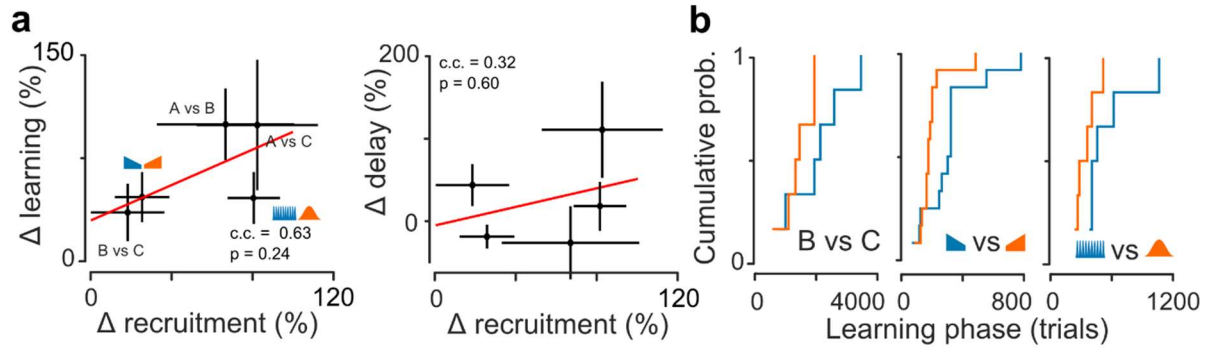 a
150
Δ learning (%)
0
A vs B
A vs C
B vs C
c.c. = 0.63
p = 0.24
0
120
Δ recruitment (%)
200
Δ delay (%)
0
c.c. = 0.32
p = 0.60
0
120
Δ recruitment (%)
b
1
Cumulative prob.
0
B vs C
vs
vs
0
4000
0
800
0
1200
Learning phase (trials)